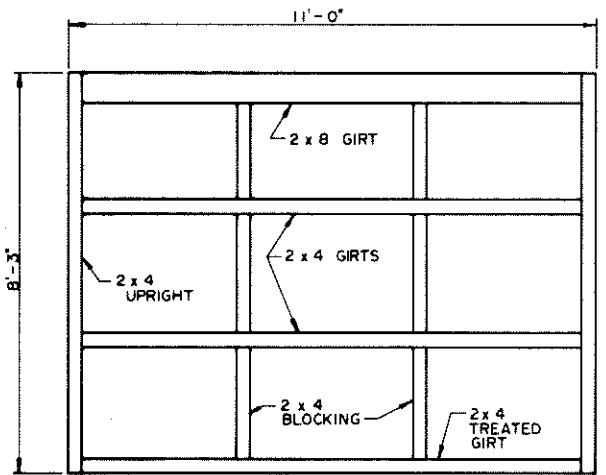 11'-0"
2 x 8 GIRT
8'-3"
2 x 4 GIRTS
2 x 4
UPRIGHT
2 x 4
BLOCKING
2 x 4
TREATED
GIRT